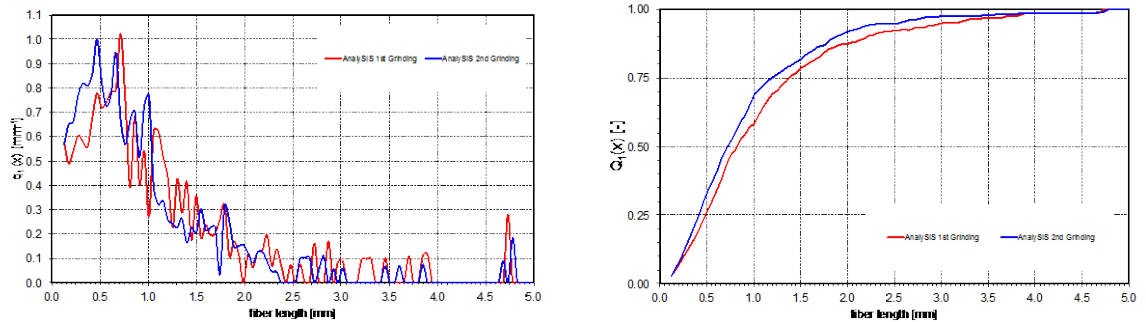 1.1
1.0
0.9
0.8
0.7
0.6
0.5
0.4
0.3
0.2
0.1
0.0
q₁(x) [mm⁻¹]
AnalySIS 1st Grinding AnalySIS 2nd Grinding
0.0 0.5 1.0 1.5 2.0 2.5 3.0 3.5 4.0 4.5 5.0
fiber length [mm]
1.00
0.75
0.50
0.25
0.00
Q₁(x) [-]
AnalySIS 1st Grinding AnalySIS 2nd Grinding
0.0 0.5 1.0 1.5 2.0 2.5 3.0 3.5 4.0 4.5 5.0
fiber length [mm]